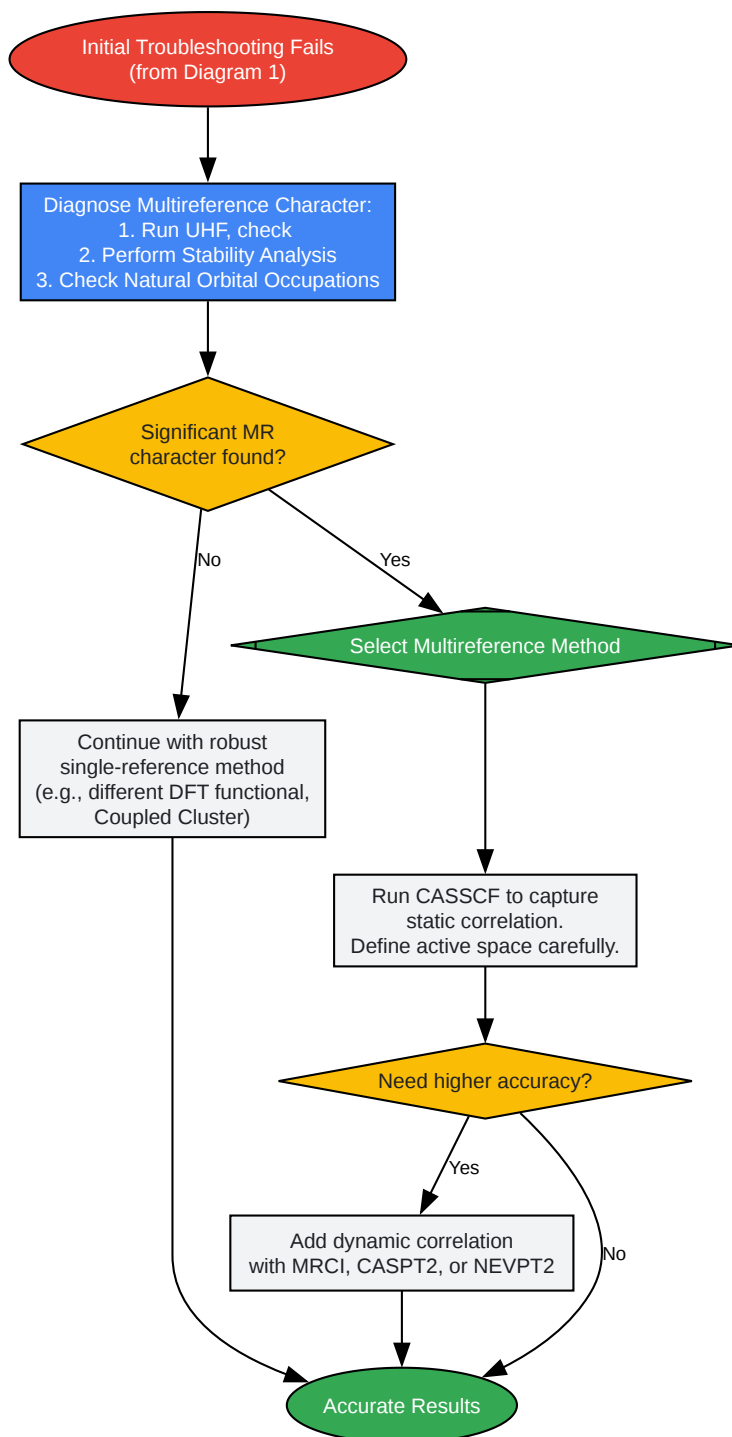 Initial Troubleshooting Fails
(from Diagram 1)
Diagnose Multireference Character:
1. Run UHF, check
2. Perform Stability Analysis
3. Check Natural Orbital Occupations
Significant MR
character found?
No
Yes
Select Multireference Method
Continue with robust
single-reference method
(e.g., different DFT functional,
Coupled Cluster)
Run CASSCF to capture
static correlation.
Define active space carefully.
Need higher accuracy?
Yes
No
Add dynamic correlation
with MRCI, CASPT2, or NEVPT2
Accurate Results